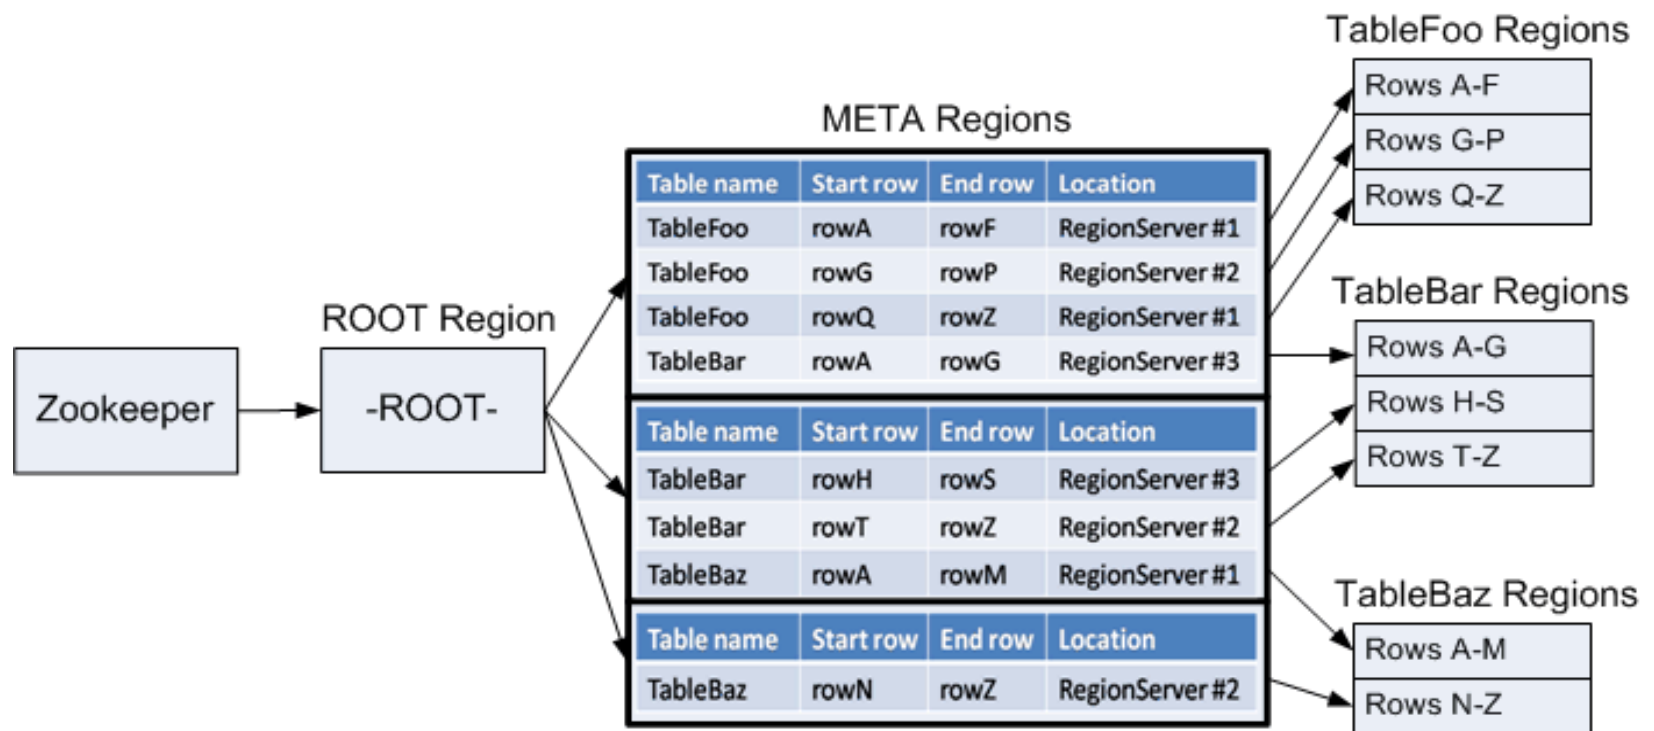 Zookeeper
ROOT Region
-ROOT-
META Regions
Table name Start row End row Location
TableFoo rowA rowF RegionServer #1
TableFoo rowG rowP RegionServer #2
TableFoo rowQ rowZ RegionServer #1
TableBar rowA rowG RegionServer #3
Table name Start row End row Location
TableBar rowH rowS RegionServer #3
TableBar rowT rowZ RegionServer #2
TableBaz rowA rowM RegionServer #1
Table name Start row End row Location
TableBaz rowN rowZ RegionServer #2
TableFoo Regions
Rows A-F
Rows G-P
Rows Q-Z
TableBar Regions
Rows A-G
Rows H-S
Rows T-Z
TableBaz Regions
Rows A-M
Rows N-Z